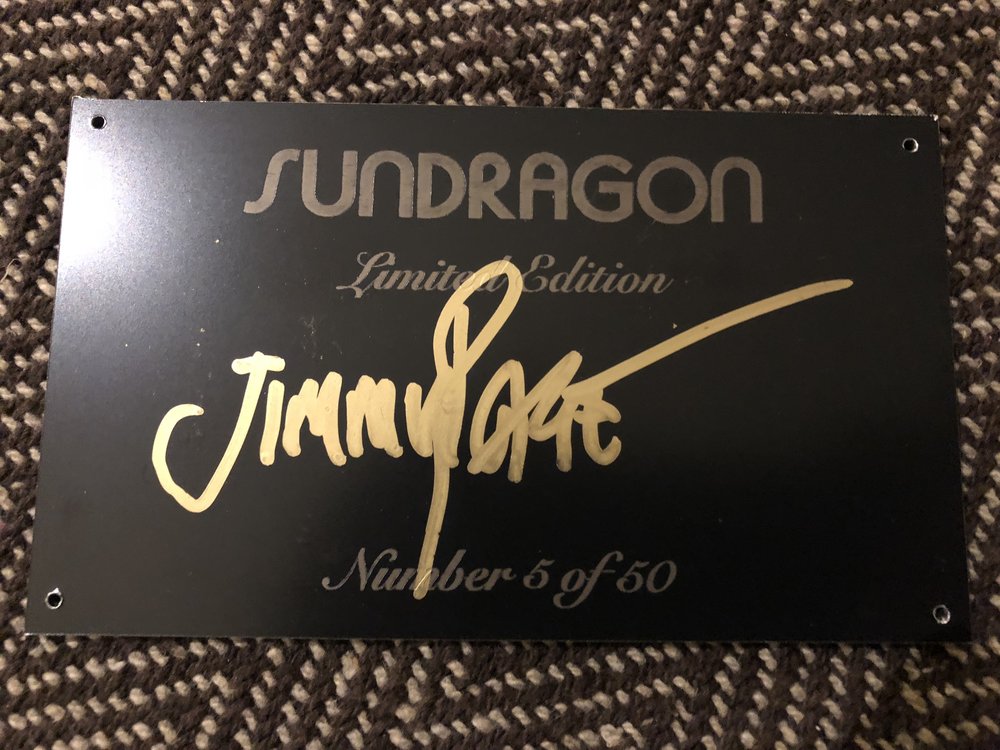 SUNDRAGON
Limited Edition
Jimmy Page
Number 5 of 50